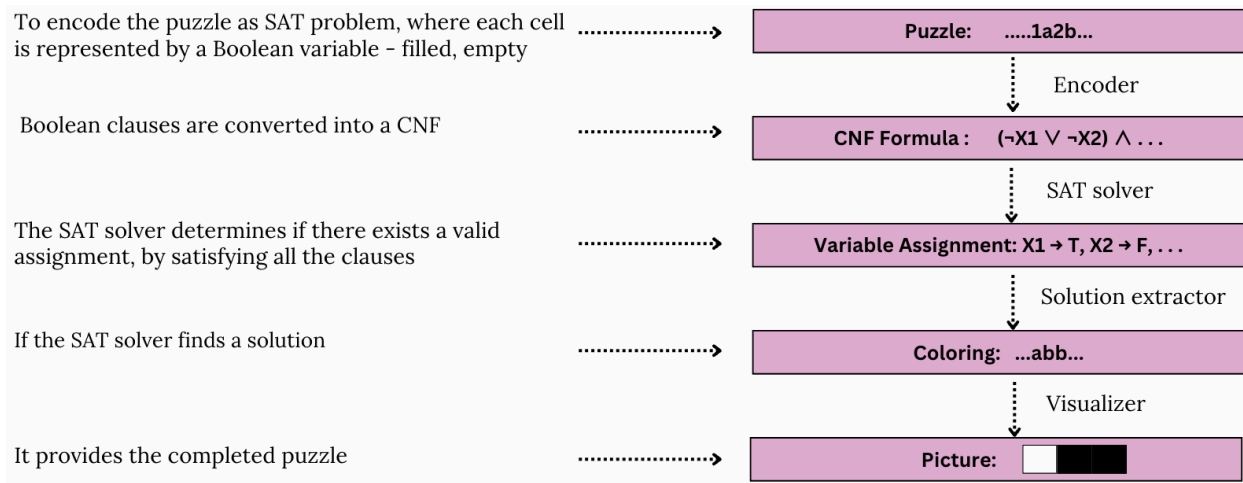 To encode the puzzle as SAT problem, where each cell
is represented by a Boolean variable - filled, empty
Puzzle: .....1a2b...
Encoder
Boolean clauses are converted into a CNF
CNF Formula : (¬X1 ∨ ¬X2) ∧ . . .
SAT solver
The SAT solver determines if there exists a valid
assignment, by satisfying all the clauses
Variable Assignment: X1 → T, X2 → F, . . .
Solution extractor
If the SAT solver finds a solution
Coloring: ...abb...
Visualizer
It provides the completed puzzle
Picture: